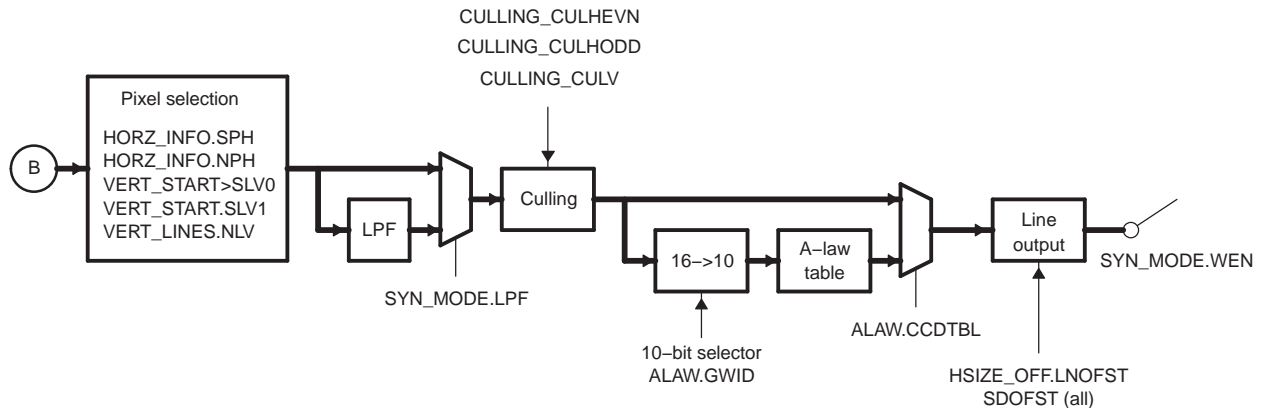 CULLING_CULHEVN
CULLING_CULHODD
CULLING_CULV
Pixel selection
HORZ_INFO.SPH
HORZ_INFO.NPH
VERT_START>SLV0
VERT_START.SLV1
VERT_LINES.NLV
B
LPF
Culling
SYN_MODE.LPF
16->10
A-law
table
Line
output
SYN_MODE.WEN
ALAW.CCDTBL
10-bit selector
ALAW.GWID
HSIZE_OFF.LNOFST
SDOFST (all)